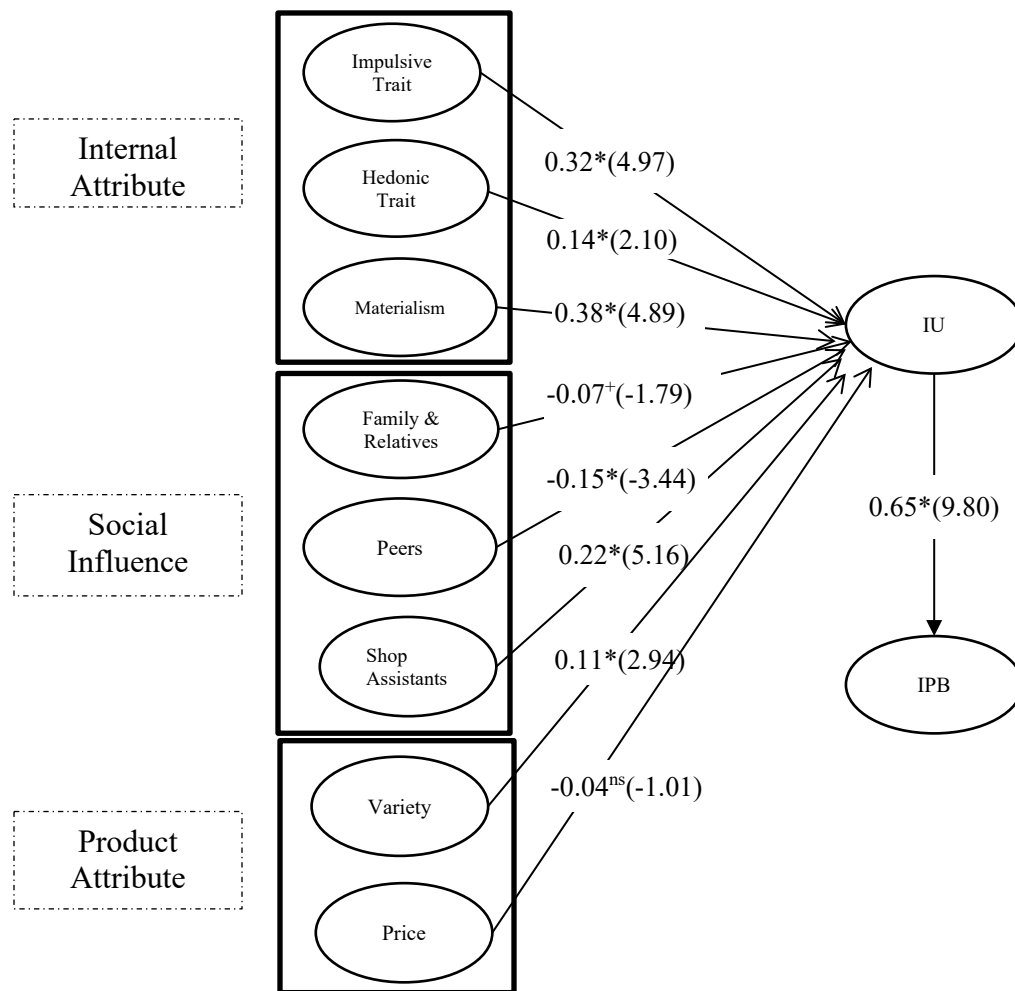 Internal
Attribute
Impulsive
Trait
Hedonic
Trait
Materialism
0.32*(4.97)
0.14*(2.10)
0.38*(4.89)
Social
Influence
Family &
Relatives
Peers
Shop
Assistants
-0.07⁺(-1.79)
-0.15*(-3.44)
0.22*(5.16)
Product
Attribute
Variety
Price
0.11*(2.94)
-0.04ⁿˢ(-1.01)
IU
0.65*(9.80)
IPB